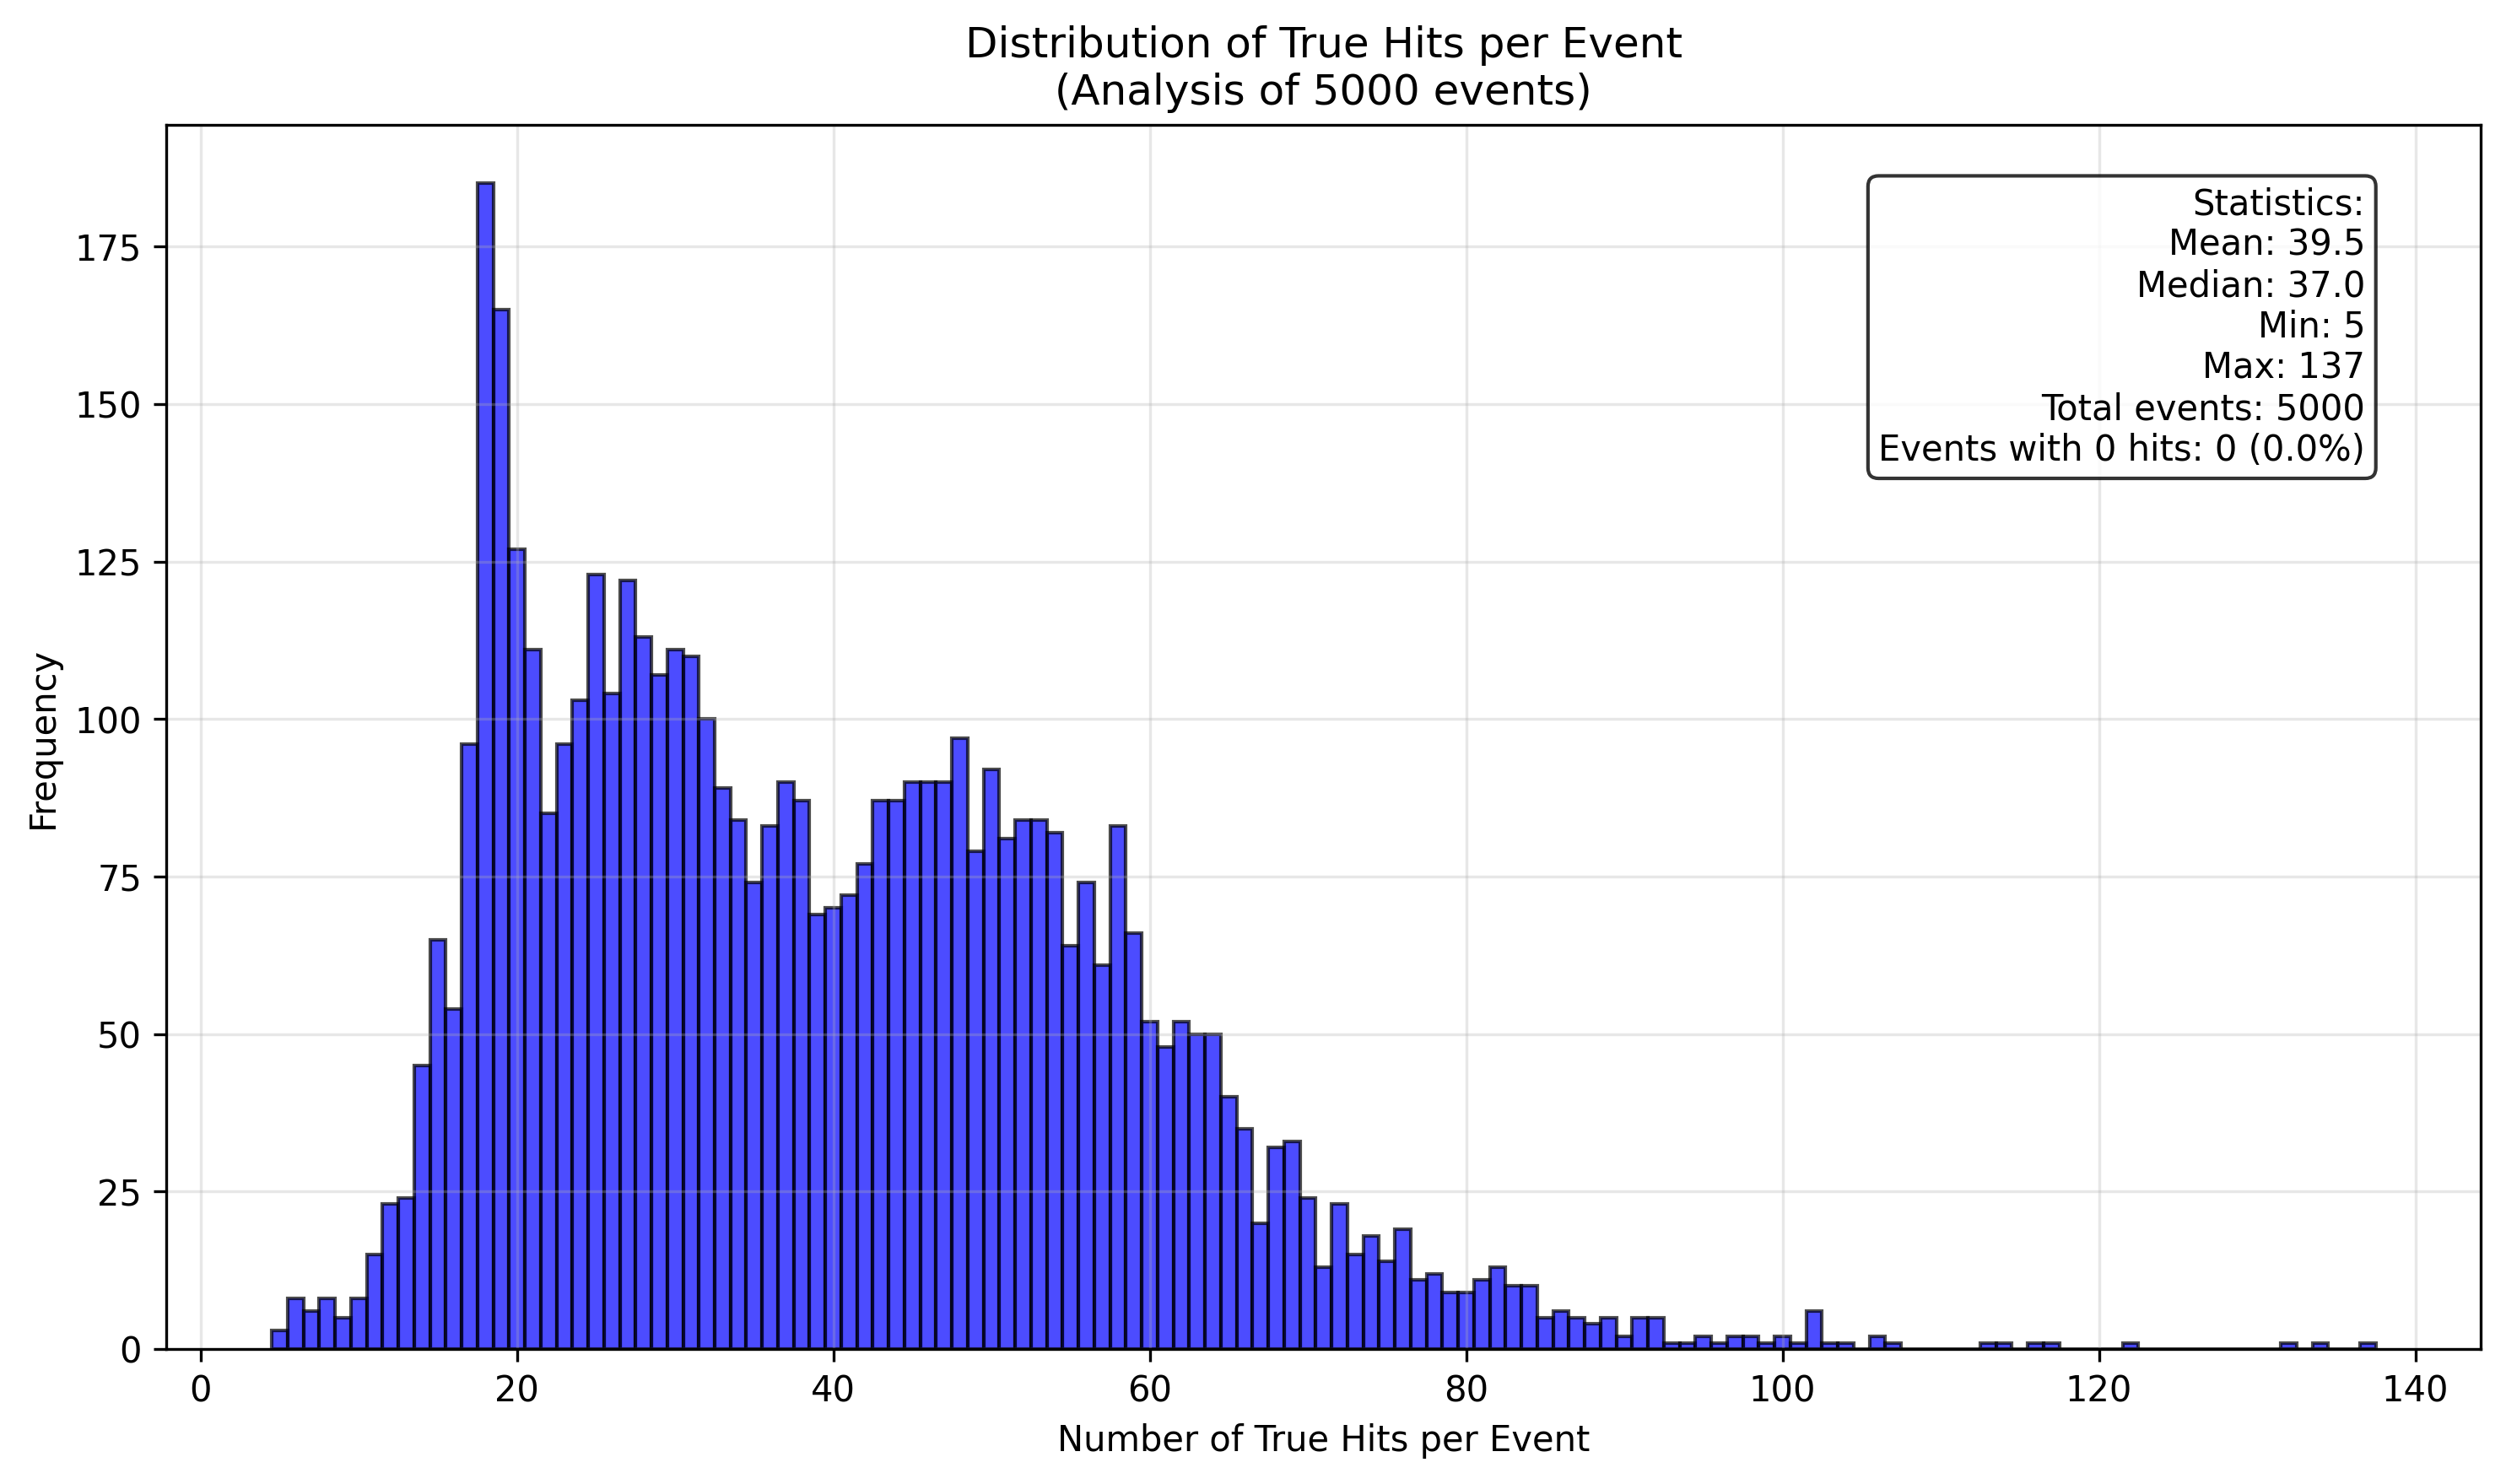 Distribution of True Hits per Event
(Analysis of 5000 events)
Statistics:
Mean: 39.5
Median: 37.0
Min: 5
Max: 137
Total events: 5000
Events with 0 hits: 0 (0.0%)
Frequency
175
150
125
100
75
50
25
0
0 20 40 60 80 100 120 140
Number of True Hits per Event